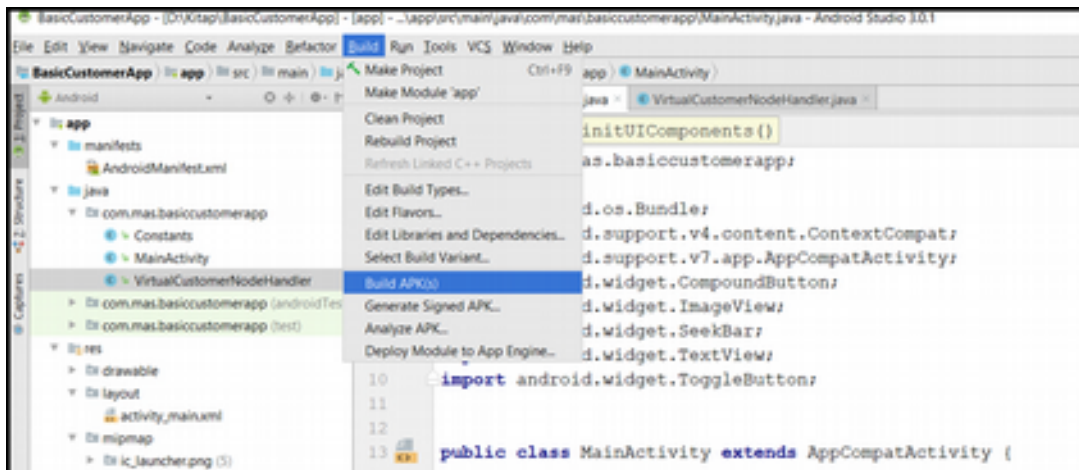 BasicCustomerApp - [D:\Kitap\BasicCustomerApp] - [app] - ...\app\src\main\java\com\mas\basiccustomerapp\MainActivity.java - Android Studio 3.0.1
File Edit View Navigate Code Analyze Refactor Build Run Tools VCS Window Help
BasicCustomerApp app src main ja app MainActivity
Android java VirtualCustomerNodeHandler.java
1: Project
2: Structure
Captures
app
manifests
AndroidManifest.xml
java
com.mas.basiccustomerapp
Constants
MainActivity
VirtualCustomerNodeHandler
com.mas.basiccustomerapp (androidTes
com.mas.basiccustomerapp (test)
res
drawable
layout
activity_main.xml
mipmap
ic_launcher.png (5)
Make Project Ctrl+F9
Make Module 'app'
Clean Project
Rebuild Project
Refresh Linked C++ Projects
Edit Build Types...
Edit Flavors...
Edit Libraries and Dependencies...
Select Build Variant...
Build APK(s)
Generate Signed APK...
Analyze APK...
Deploy Module to App Engine...
initUIComponents()
as.basiccustomerapp;
d.os.Bundle;
d.support.v4.content.ContextCompat;
d.support.v7.app.AppCompatActivity;
d.widget.CompoundButton;
d.widget.ImageView;
d.widget.SeekBar;
d.widget.TextView;
10 import android.widget.ToggleButton;
11
12
13 public class MainActivity extends AppCompatActivity {